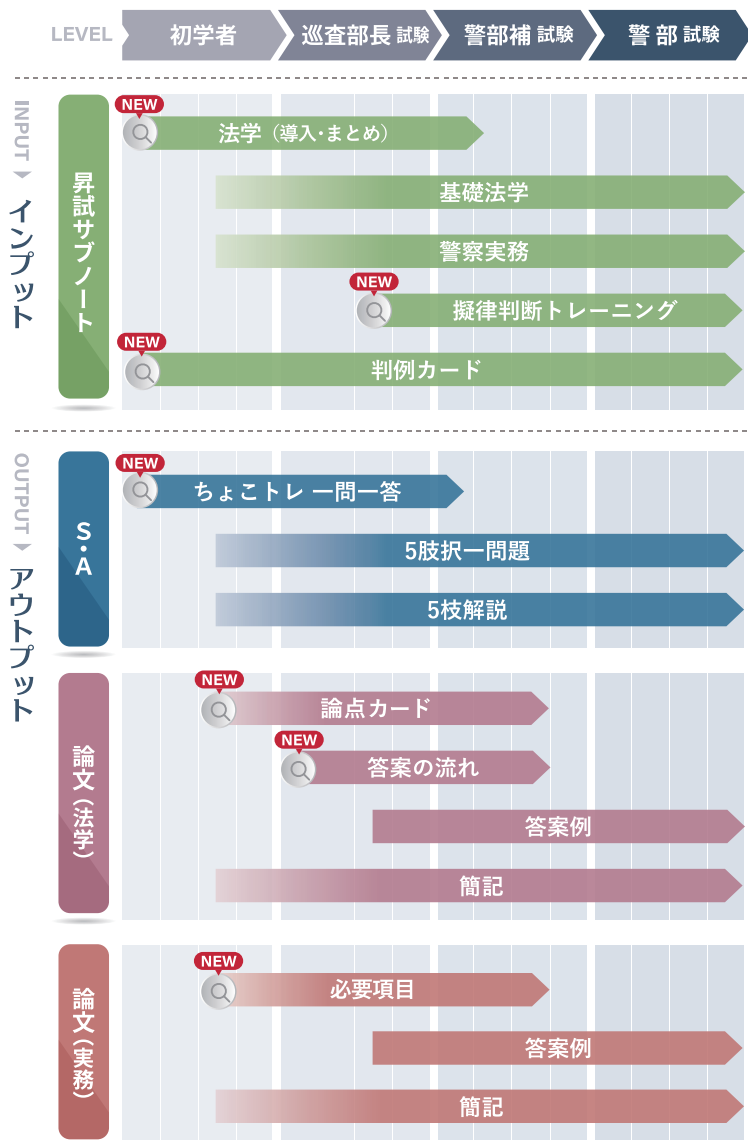 LEVEL
初学者
巡査部長 試験
警部補 試験
警 部 試験
INPUT
インプット
昇試サブノート
NEW
法学（導入・まとめ）
基礎法学
警察実務
NEW
擬律判断トレーニング
NEW
判例カード
OUTPUT
アウトプット
S・A
NEW
ちょこトレ 一問一答
5肢択一問題
5枝解説
論文（法学）
NEW
論点カード
NEW
答案の流れ
答案例
簡記
論文（実務）
NEW
必要項目
答案例
簡記